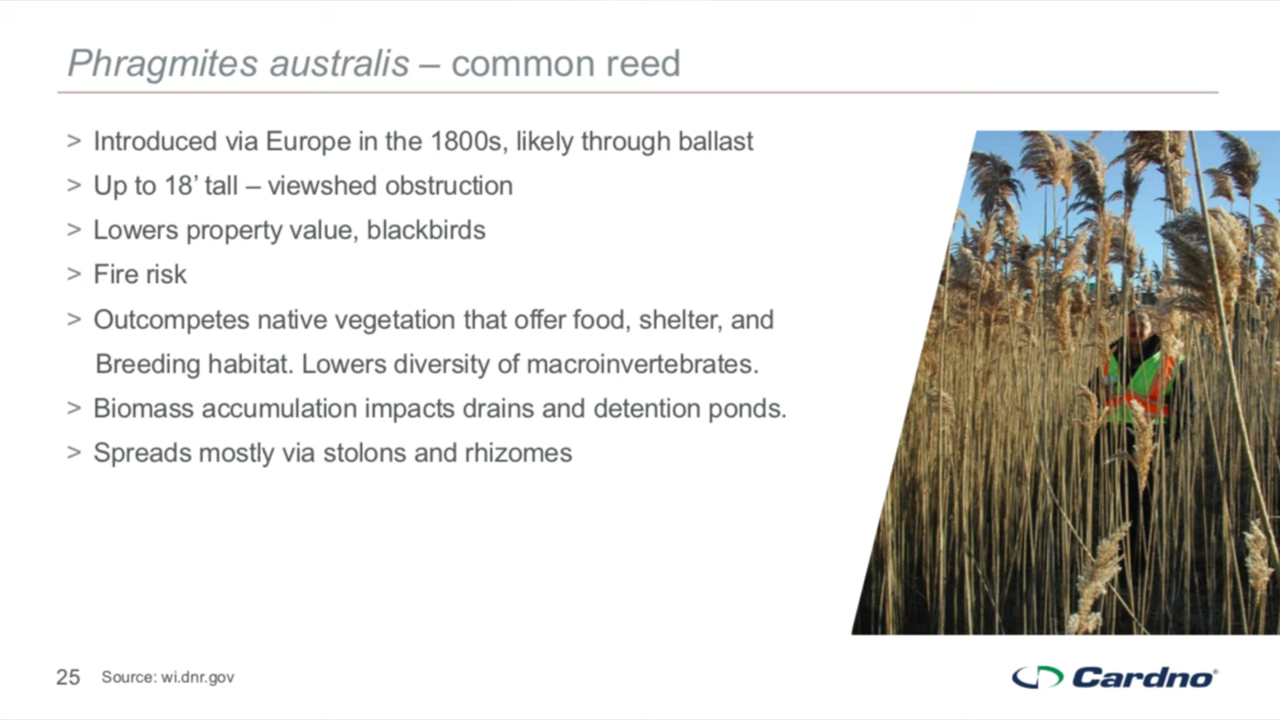 Phragmites australis – common reed
> Introduced via Europe in the 1800s, likely through ballast
> Up to 18’ tall – viewshed obstruction
> Lowers property value, blackbirds
> Fire risk
> Outcompetes native vegetation that offer food, shelter, and
Breeding habitat. Lowers diversity of macroinvertebrates.
> Biomass accumulation impacts drains and detention ponds.
> Spreads mostly via stolons and rhizomes
25 Source: wi.dnr.gov
Cardno®